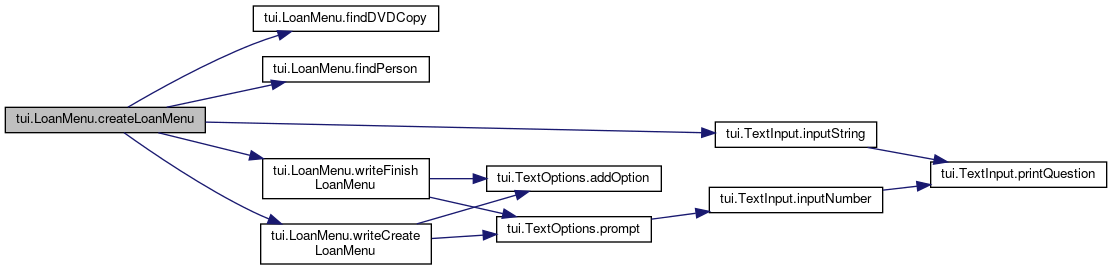 tui.LoanMenu.findDVDCopy
tui.LoanMenu.findPerson
tui.LoanMenu.createLoanMenu
tui.TextInput.inputString
tui.LoanMenu.writeFinish
LoanMenu
tui.TextOptions.addOption
tui.TextInput.printQuestion
tui.TextInput.inputNumber
tui.TextOptions.prompt
tui.LoanMenu.writeCreate
LoanMenu